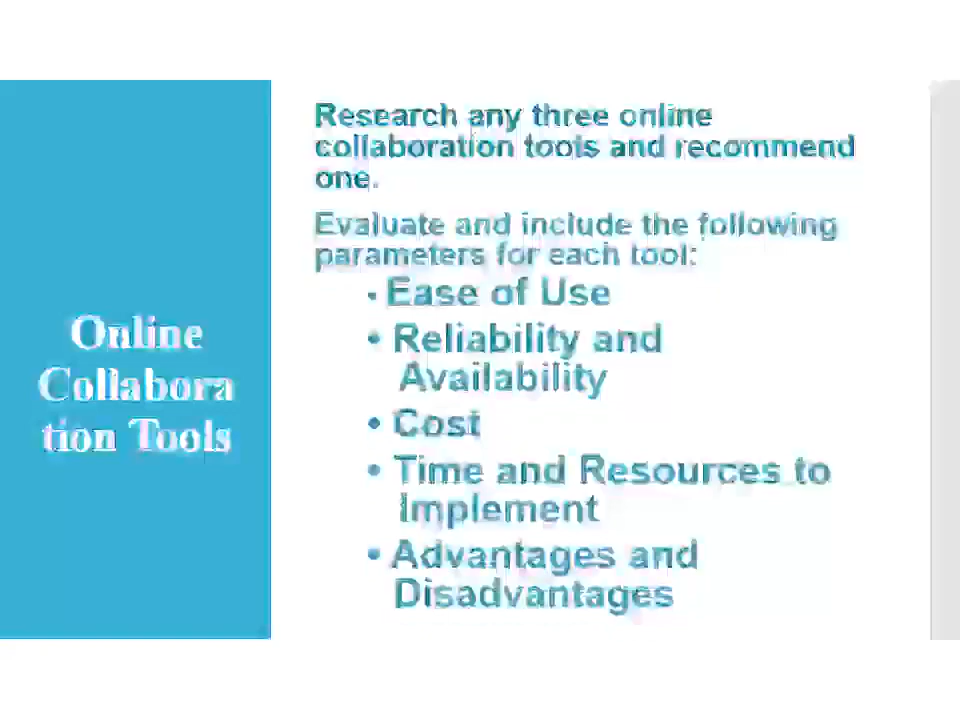 Online
Collabora
tion Tools
Research any three online
collaboration tools and recommend
one.
Evaluate and include the following
parameters for each tool:
• Ease of Use
• Reliability and
Availability
• Cost
• Time and Resources to
Implement
• Advantages and
Disadvantages